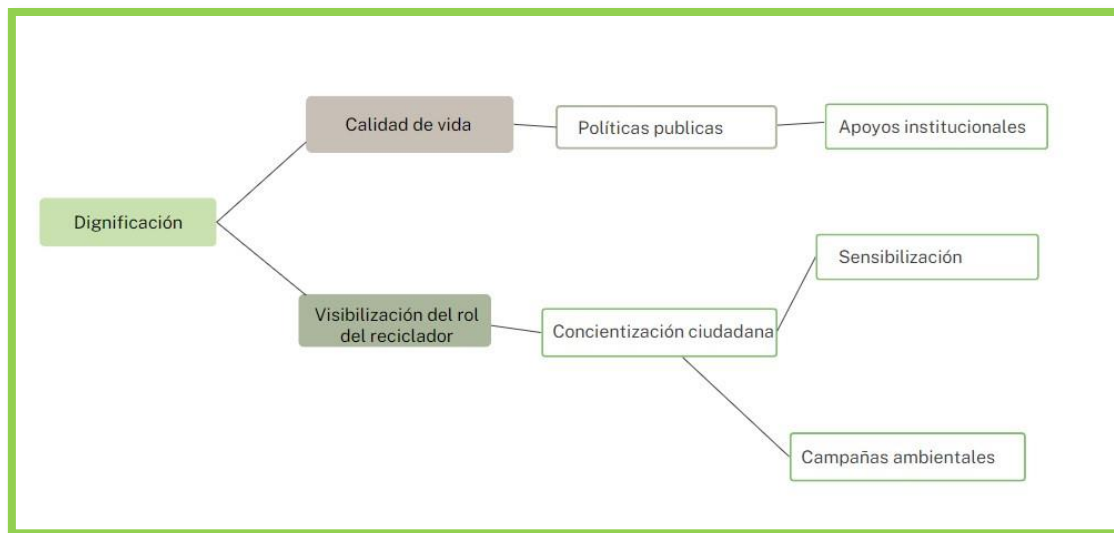 Calidad de vida
Políticas publicas
Apoyos institucionales
Dignificación
Sensibilización
Visibilización del rol
del reciclador
Concientización ciudadana
Campañas ambientales